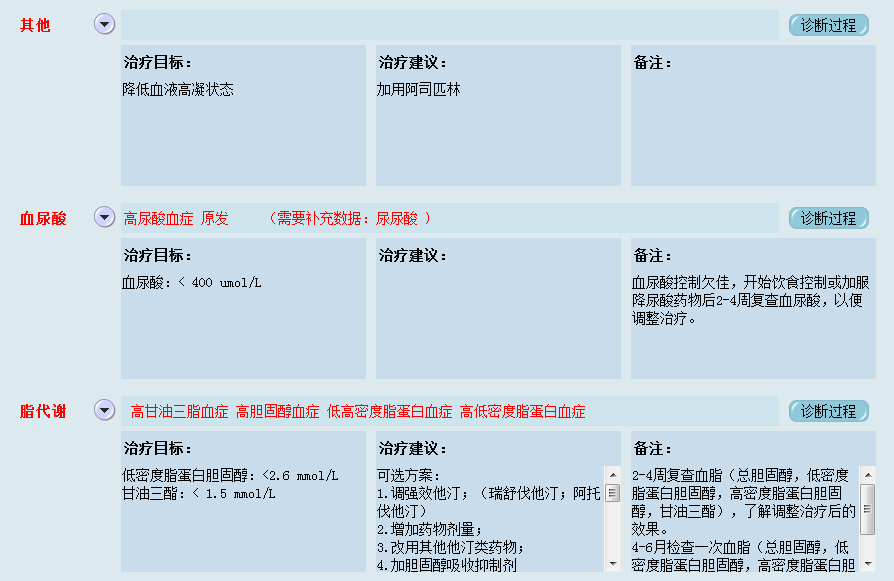 其他
诊断过程
治疗目标：
治疗建议：
备注：
降低血液高凝状态
加用阿司匹林
血尿酸
高尿酸血症 原发 （需要补充数据：尿尿酸 ）
诊断过程
治疗目标：
治疗建议：
备注：
血尿酸：< 400 umol/L
血尿酸控制欠佳，开始饮食控制或加服
降尿酸药物后2-4周复查血尿酸，以便
调整治疗。
脂代谢
高甘油三脂血症 高胆固醇血症 低高密度脂蛋白血症 高低密度脂蛋白血症
诊断过程
治疗目标：
低密度脂蛋白胆固醇：<2.6 mmol/L
甘油三酯：< 1.5 mmol/L
治疗建议：
可选方案：
1.调强效他汀；（瑞舒伐他汀；阿托
伐他汀）
2.增加药物剂量；
3.改用其他他汀类药物；
4.加胆固醇吸收抑制剂
备注：
2-4周复查血脂（总胆固醇，低密度
脂蛋白胆固醇，高密度脂蛋白胆固
醇，甘油三酯），了解调整治疗后的
效果。
4-6月检查一次血脂（总胆固醇，低
密度脂蛋白胆固醇，高密度脂蛋白胆